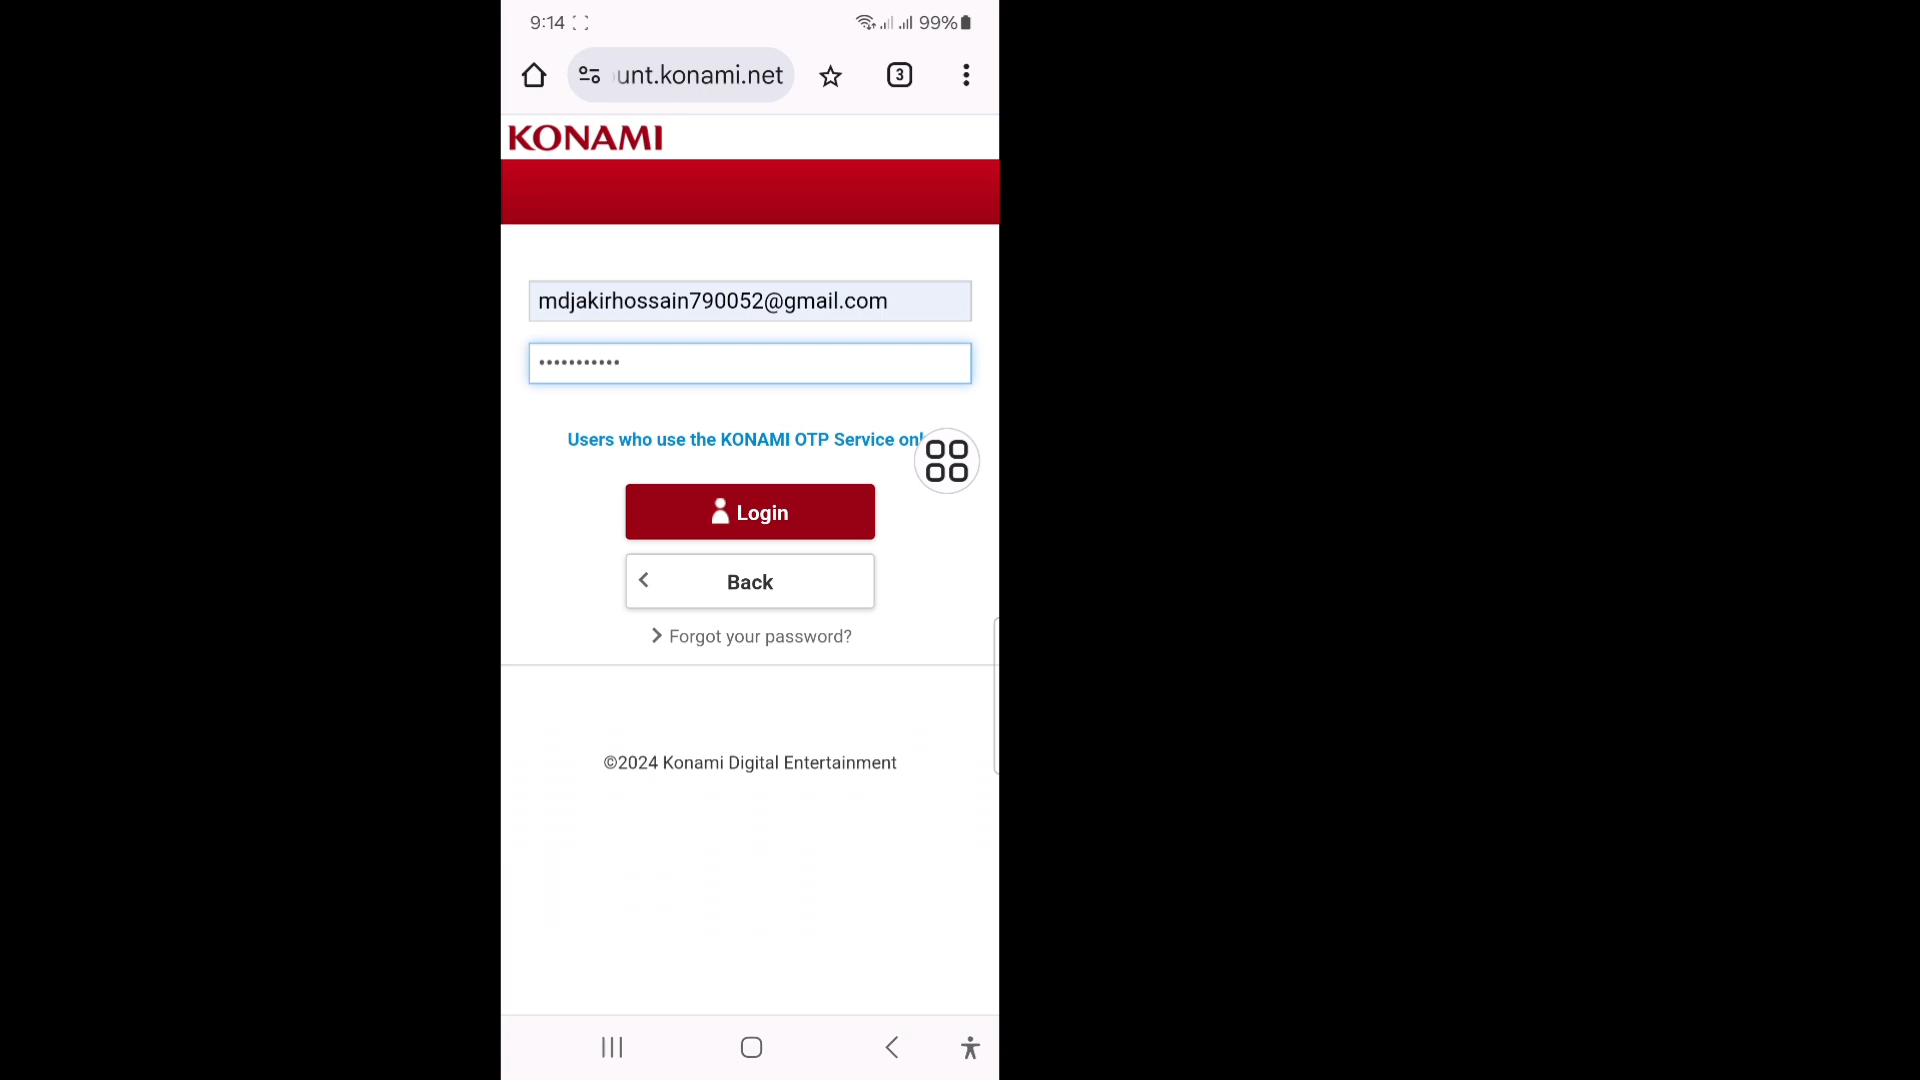 9:14 99%
unt.konami.net 3
KONAMI
mdjakirhossain790052@gmail.com
•••••••••••
Users who use the KONAMI OTP Service onl
Login
Back
Forgot your password?
©2024 Konami Digital Entertainment